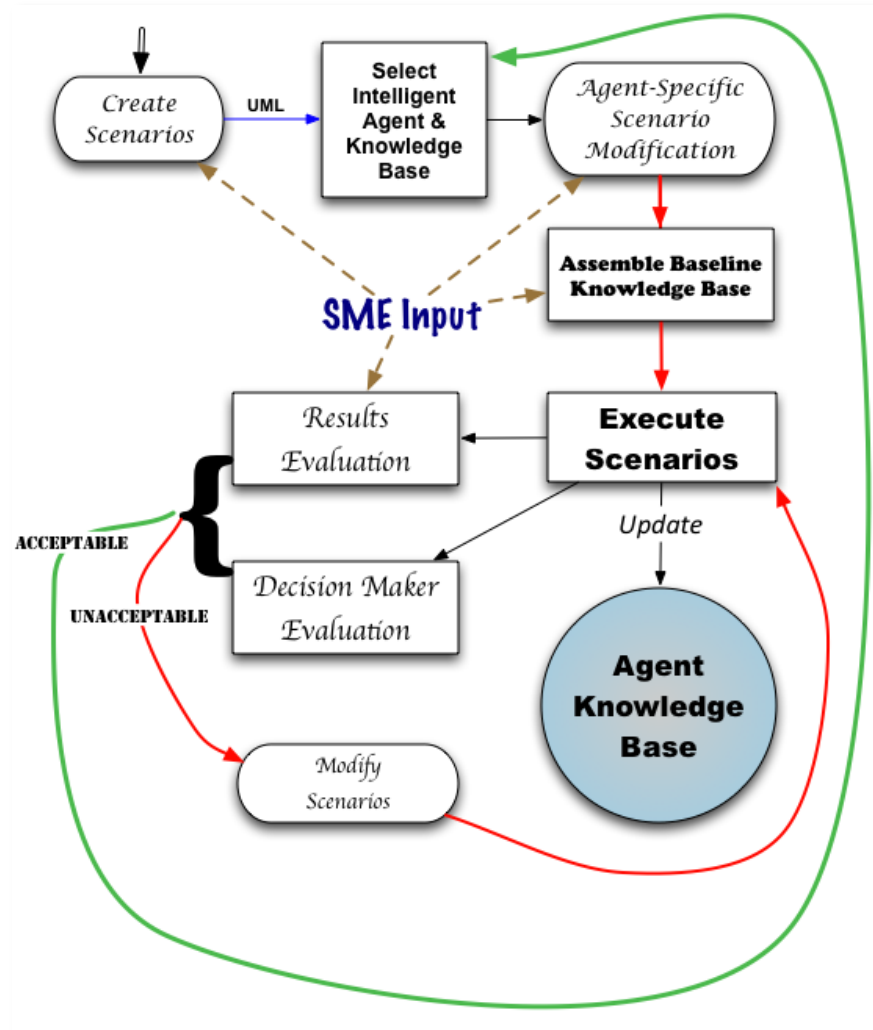 Create
Scenarios
UML
Select
Intelligent
Agent &
Knowledge
Base
Agent-Specific
Scenario
Modification
Assemble Baseline
Knowledge Base
SME Input
Results
Evaluation
Execute
Scenarios
Update
ACCEPTABLE
Decision Maker
Evaluation
UNACCEPTABLE
Agent
Knowledge
Base
Modify
Scenarios